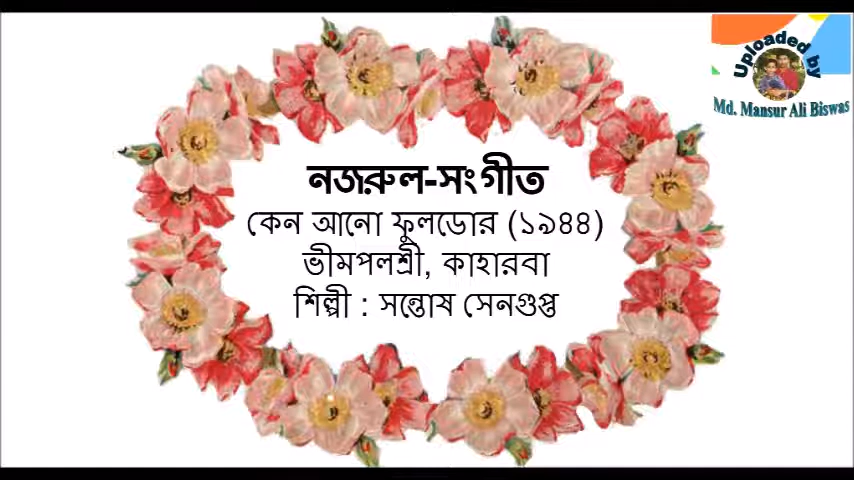 Uploaded by
Md. Mansur Ali Biswas
নজরুল-সংগীত
কেন আনো ফুলডোর (১৯৪৪)
ভীমপলশ্রী, কাহারবা
শিল্পী : সন্তোষ সেনগুপ্ত